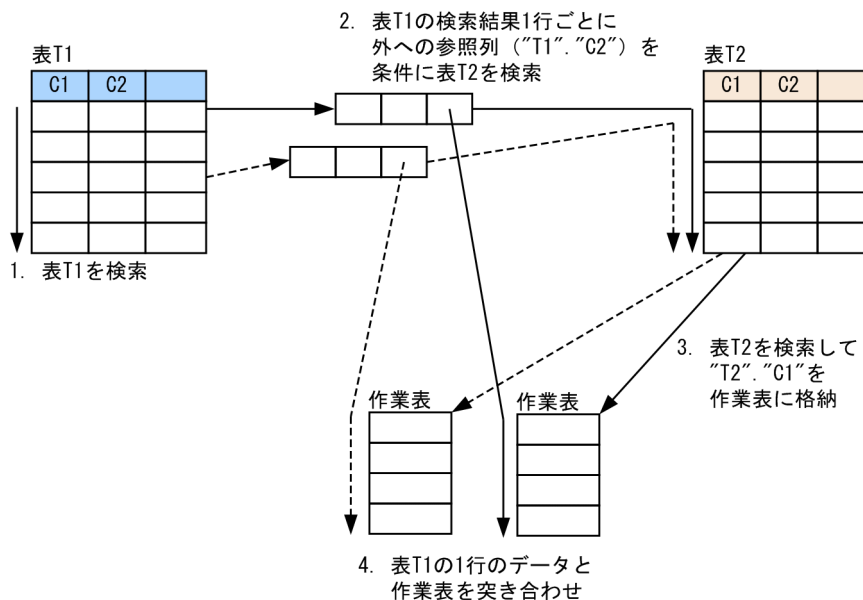 2. 表T1の検索結果1行ごとに
外への参照列（"T1"."C2"）を
条件に表T2を検索
表T1
C1 C2
表T2
C1 C2
1. 表T1を検索
3. 表T2を検索して
"T2"."C1"を
作業表に格納
作業表
作業表
4. 表T1の1行のデータと
作業表を突き合わせ